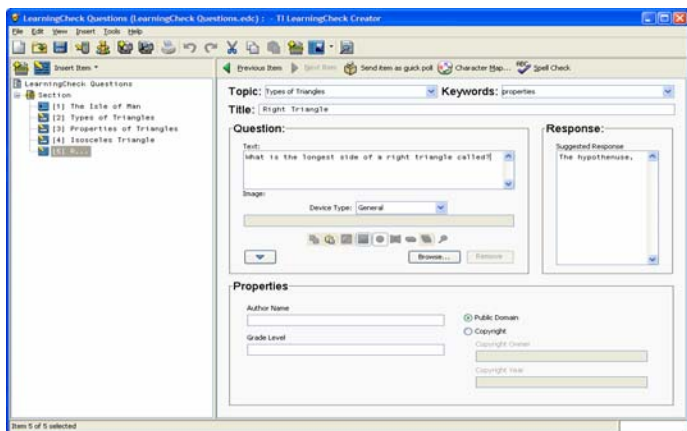 LearningCheck Questions (LearningCheck Questions.edc) : - TI LearningCheck Creator
File Edit View Insert Tools Help
Insert Item
Previous Item Next Item Send item as quick poll Character Map... ABC Spell Check
LearningCheck Questions
Section
[1] The Isle of Man
[2] Types of Triangles
[3] Properties of Triangles
[4] Isosceles Triangle
[5] R...
Topic: Types of Triangles Keywords: properties
Title: Right Triangle
Question:
Text:
What is the longest side of a right triangle called?
Image:
Device Type: General
Browse... Remove
Response:
Suggested Response
The hypothenuse.
Properties
Author Name
Grade Level
Public Domain
Copyright
Copyright Owner
Copyright Year
Item 5 of 5 selected